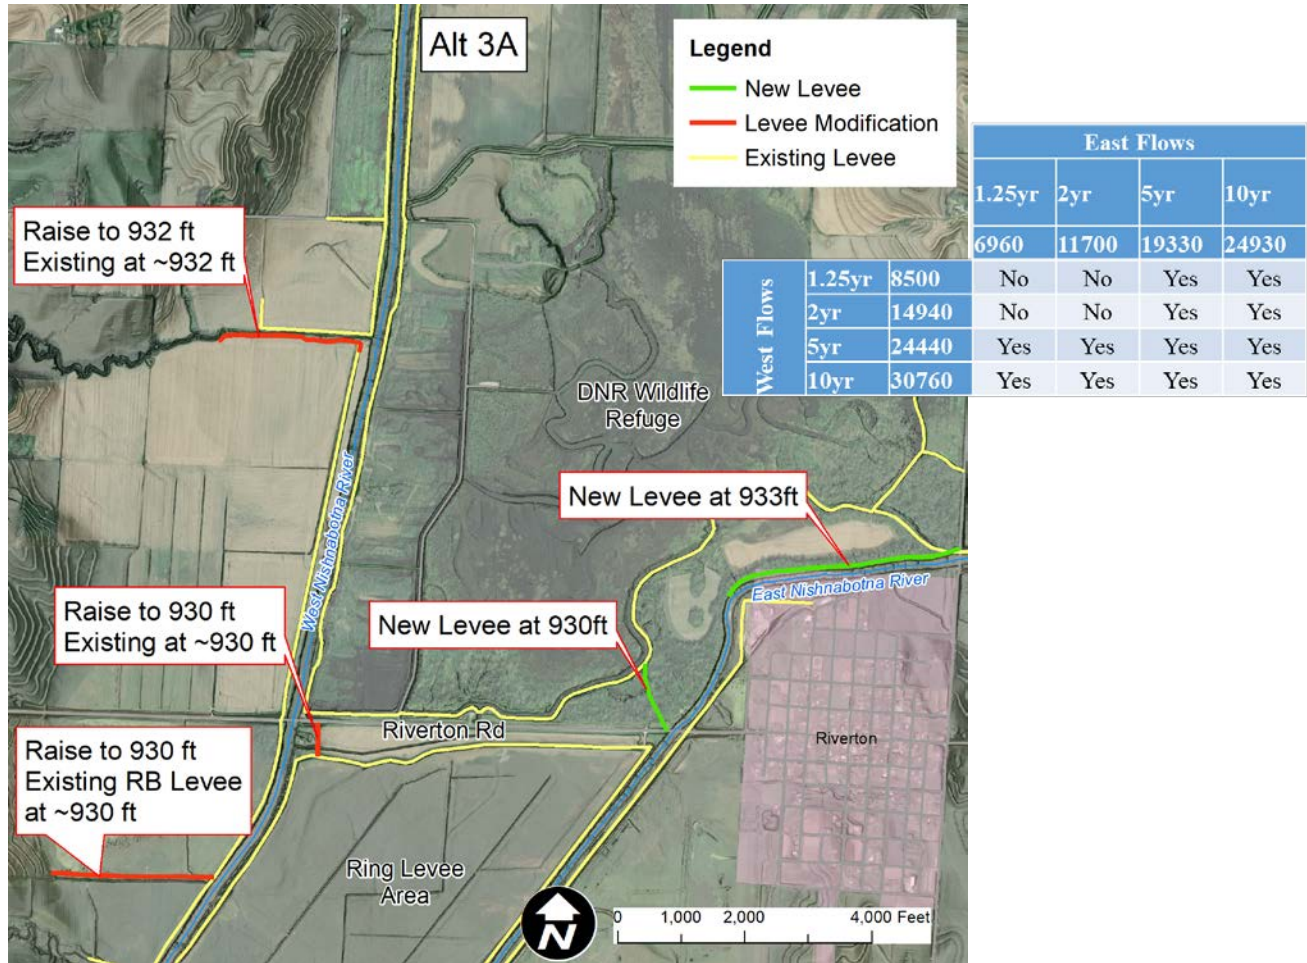 Alt 3A
Legend
New Levee
Levee Modification
Existing Levee
East Flows
1.25yr 2yr 5yr 10yr
6960 11700 19330 24930
West Flows
1.25yr 8500 No No Yes Yes
2yr 14940 No No Yes Yes
5yr 24440 Yes Yes Yes Yes
10yr 30760 Yes Yes Yes Yes
Raise to 932 ft
Existing at ~932 ft
DNR Wildlife
Refuge
New Levee at 933ft
West Nishnabotna River
East Nishnabotna River
Raise to 930 ft
Existing at ~930 ft
New Levee at 930ft
Riverton Rd
Riverton
Raise to 930 ft
Existing RB Levee
at ~930 ft
Ring Levee
Area
N
0 1,000 2,000 4,000 Feet